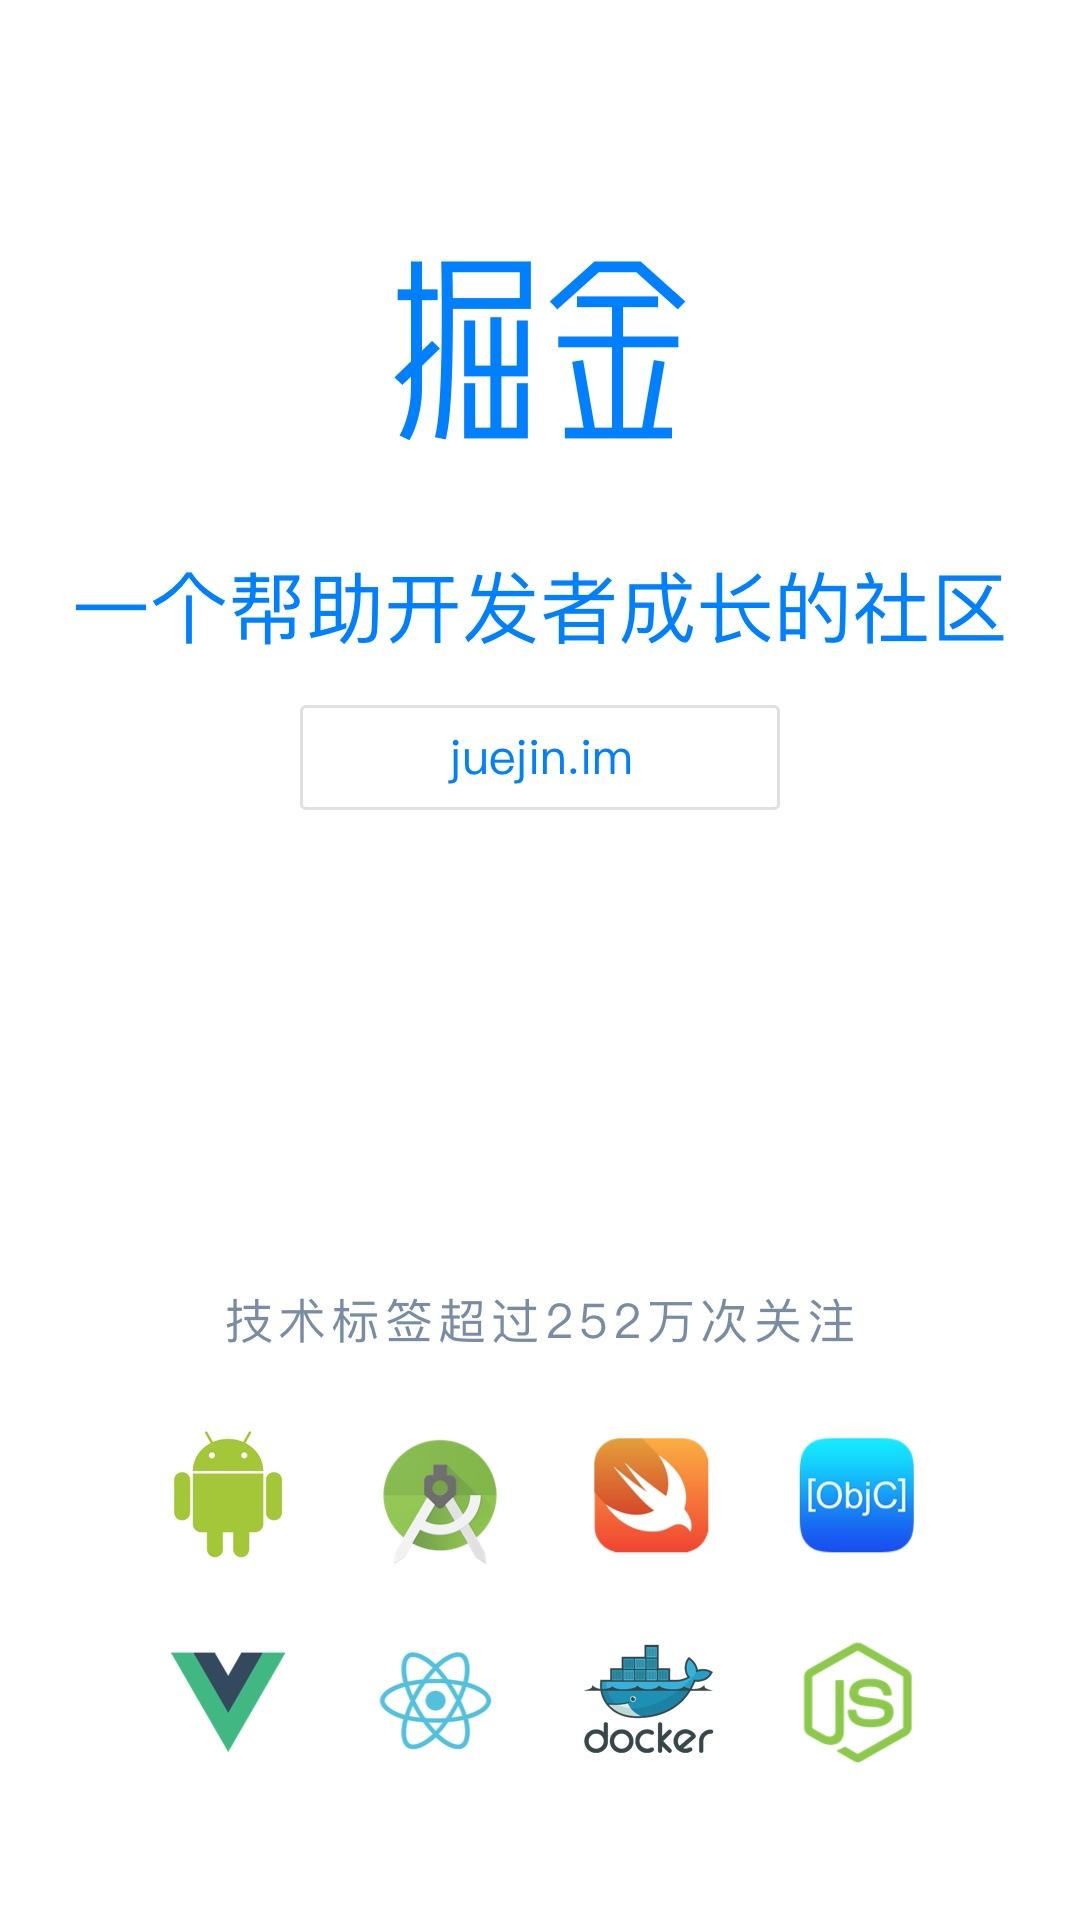 掘金
一个帮助开发者成长的社区
juejin.im
技术标签超过252万次关注
[ObjC]
docker
JS